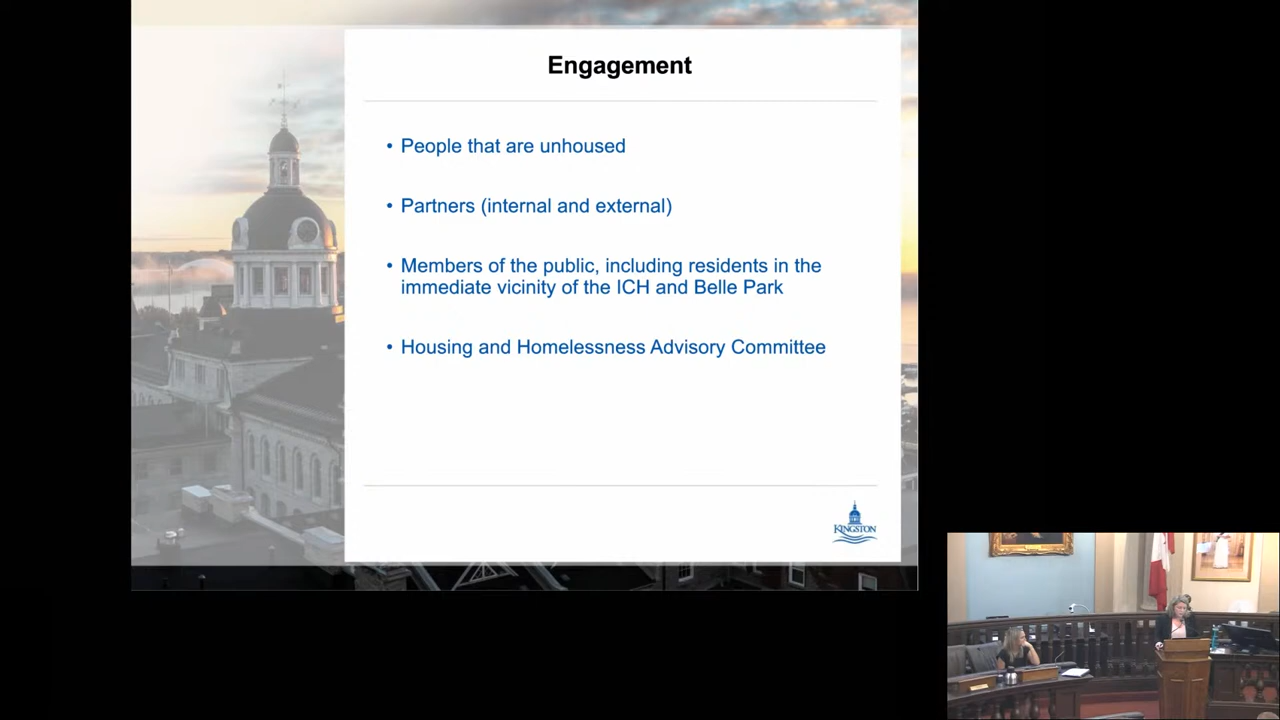 Engagement
• People that are unhoused
• Partners (internal and external)
• Members of the public, including residents in the
immediate vicinity of the ICH and Belle Park
• Housing and Homelessness Advisory Committee
KINGSTON